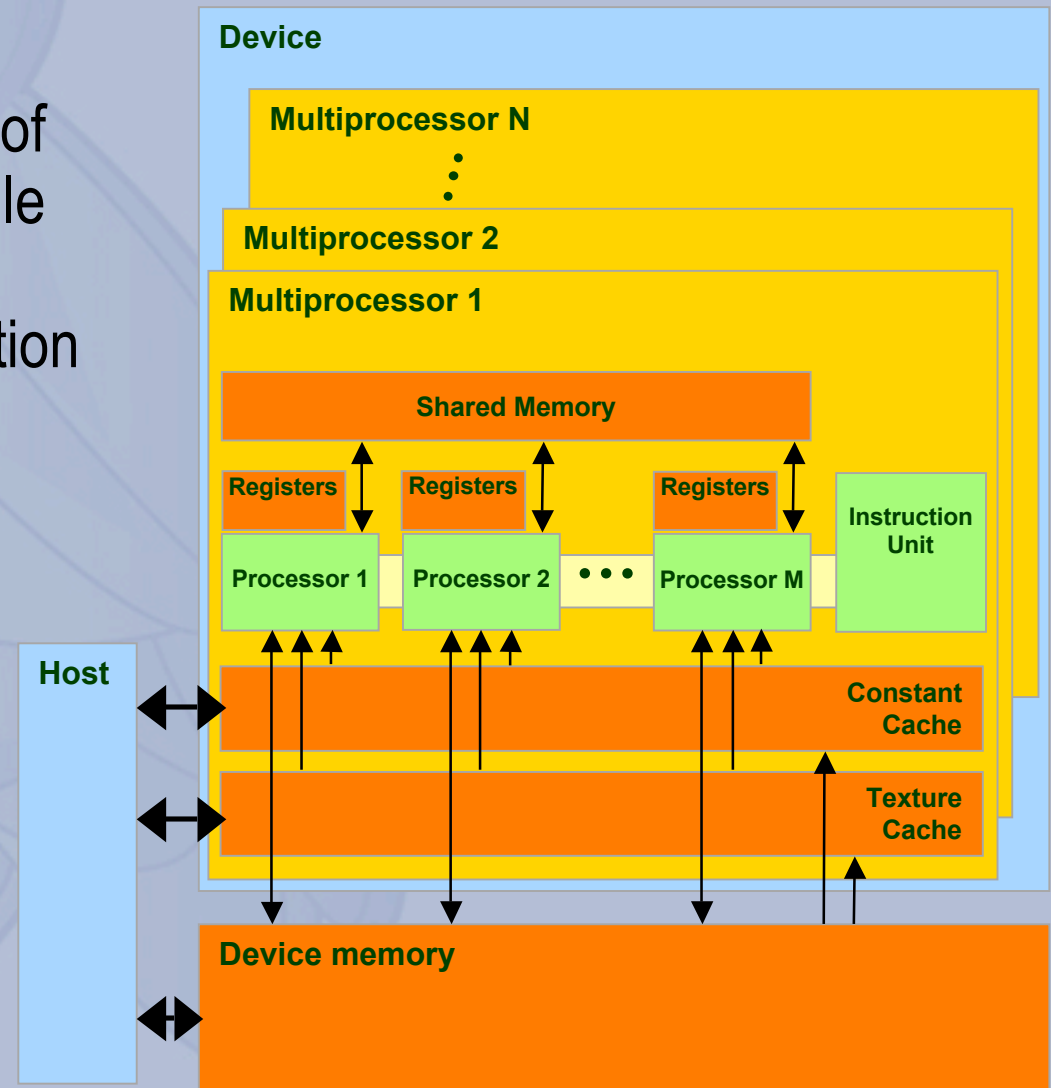 of
le
tion
Device
Multiprocessor N
Multiprocessor 2
Multiprocessor 1
Shared Memory
Registers
Registers
Registers
Instruction
Unit
Processor 1
Processor 2
Processor M
Host
Constant
Cache
Texture
Cache
Device memory